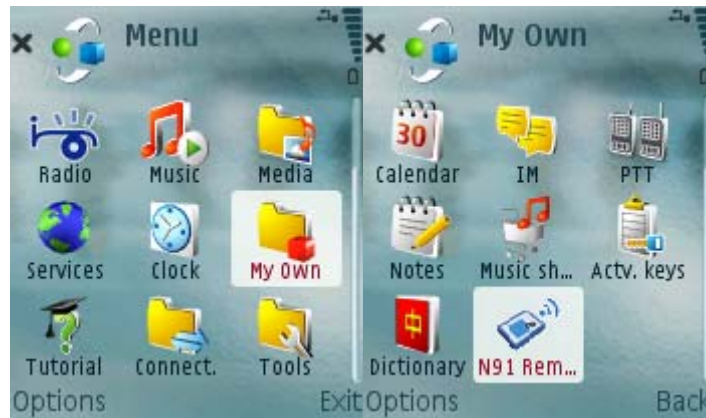 Menu
Radio Music Media
Services Clock My Own
Tutorial Connect. Tools
Options Exit
My Own
30
Calendar IM PTT
Notes Music sh... Actv. keys
中
Dictionary N91 Rem...
Options Back